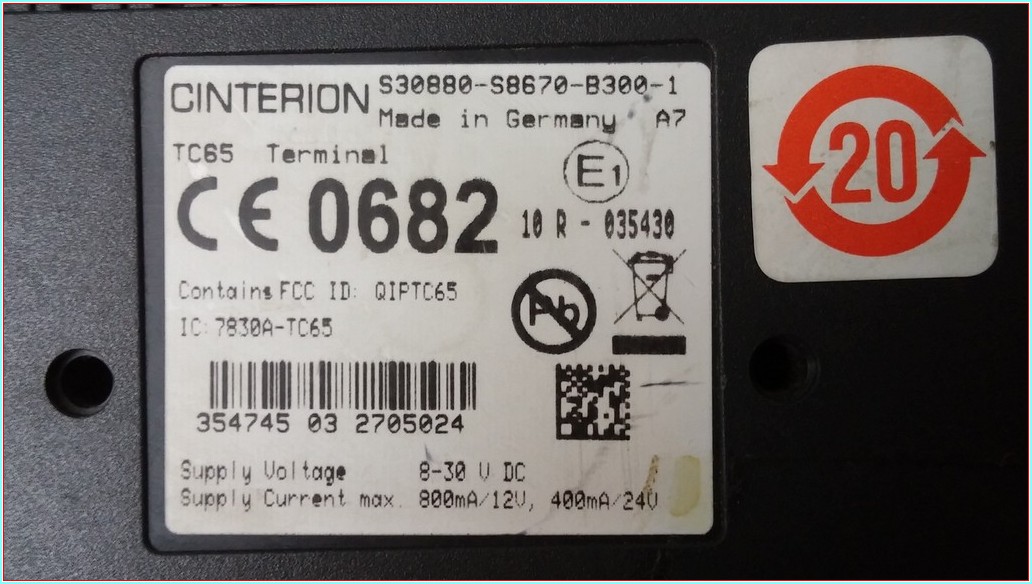 CINTERION S30880-S8670-B300-1
Made in Germany A7
TC65 Terminal
E1
CE 0682
10 R - 035430
Contains FCC ID: QIPTC65
Pb
IC: 7830A-TC65
354745 03 2705024
Supply Voltage 8-30 V DC
Supply Current max. 800mA/12V, 400mA/24V
20